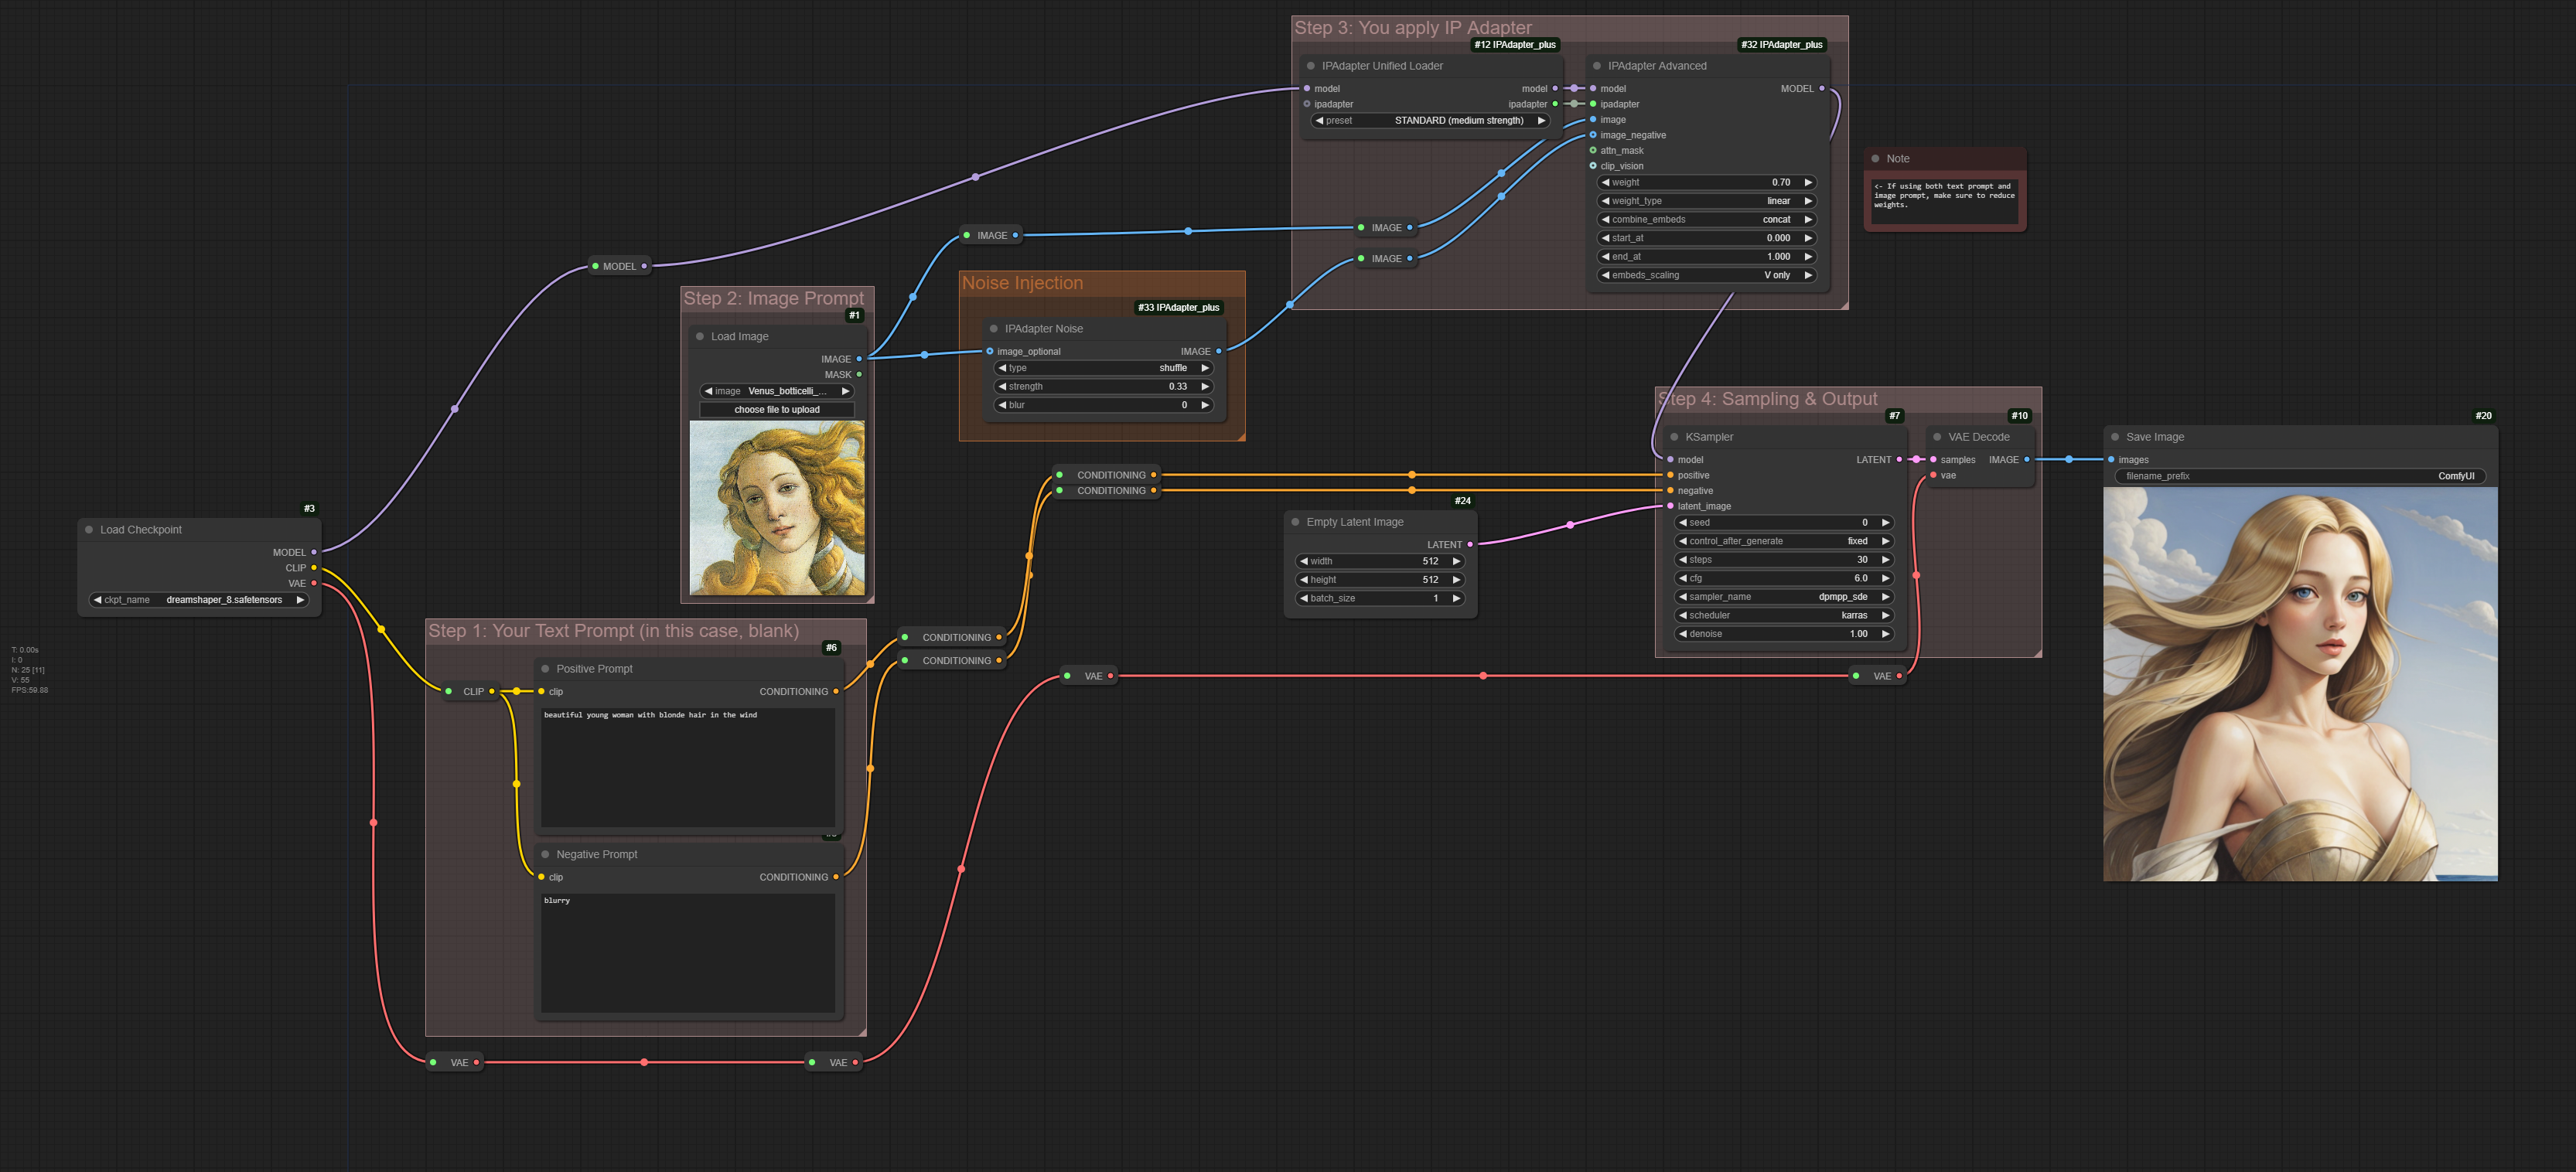 Step 3: You apply IP Adapter
#12 IPAdapter_plus
#32 IPAdapter_plus
IPAdapter Unified Loader
model
model
ipadapter
ipadapter
preset STANDARD (medium strength)
IPAdapter Advanced
model
MODEL
ipadapter
image
image_negative
attn_mask
clip_vision
weight 0.70
weight_type linear
combine_embeds concat
start_at 0.000
end_at 1.000
embeds_scaling V only
Note
<- If using both text prompt and
image prompt, make sure to reduce
weights.
IMAGE
IMAGE
IMAGE
MODEL
Step 2: Image Prompt
#1
Load Image
IMAGE
MASK
image Venus_botticelli_...
choose file to upload
Noise Injection
#33 IPAdapter_plus
IPAdapter Noise
image_optional
IMAGE
type shuffle
strength 0.33
blur 0
CONDITIONING
CONDITIONING
#3
Load Checkpoint
MODEL
CLIP
VAE
ckpt_name dreamshaper_8.safetensors
#24
Empty Latent Image
LATENT
width 512
height 512
batch_size 1
Step 4: Sampling & Output
#7
#10
KSampler
model
LATENT
positive
negative
latent_image
seed 0
control_after_generate fixed
steps 30
cfg 6.0
sampler_name dpmpp_sde
scheduler karras
denoise 1.00
VAE Decode
samples
IMAGE
vae
#20
Save Image
images
filename_prefix ComfyUI
Step 1: Your Text Prompt (in this case, blank)
#6
Positive Prompt
CLIP
clip
CONDITIONING
beautiful young woman with blonde hair in the wind
CONDITIONING
CONDITIONING
VAE
VAE
Negative Prompt
clip
CONDITIONING
blurry
VAE
VAE
T: 0.00s
I: 0
N: 25 [11]
V: 55
FPS:59.88